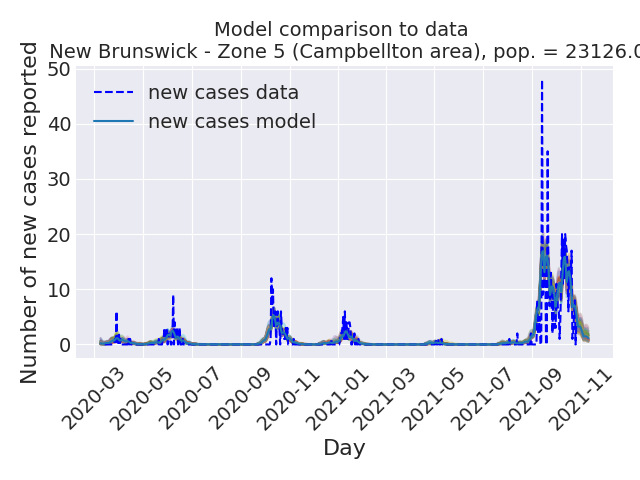 Model comparison to data
New Brunswick - Zone 5 (Campbellton area), pop. = 23126.0
Number of new cases reported
50
40
30
20
10
0
new cases data
new cases model
2020-03
2020-05
2020-07
2020-09
2020-11
2021-01
2021-03
2021-05
2021-07
2021-09
2021-11
Day